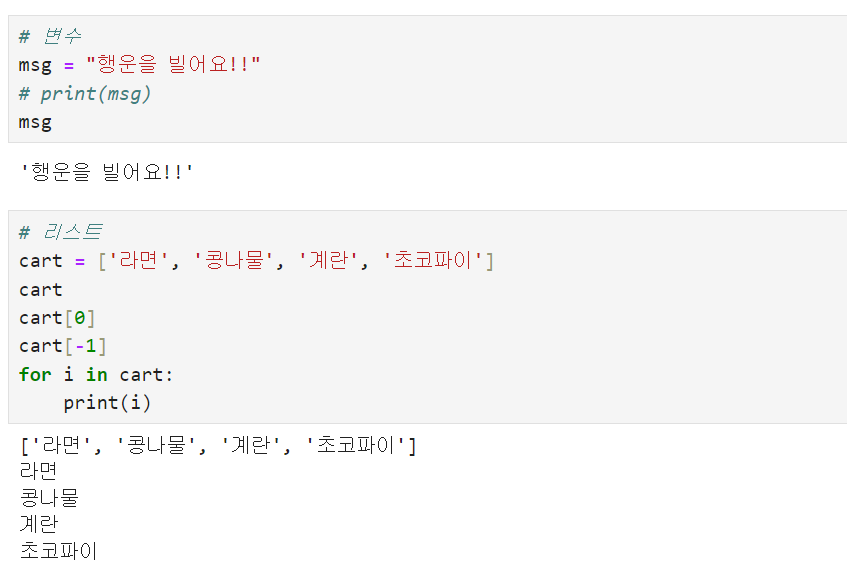 # 변수
msg = "행운을 빌어요!!"
# print(msg)
msg
'행운을 빌어요!!'
# 리스트
cart = ['라면', '콩나물', '계란', '초코파이']
cart
cart[0]
cart[-1]
for i in cart:
    print(i)
['라면', '콩나물', '계란', '초코파이']
라면
콩나물
계란
초코파이